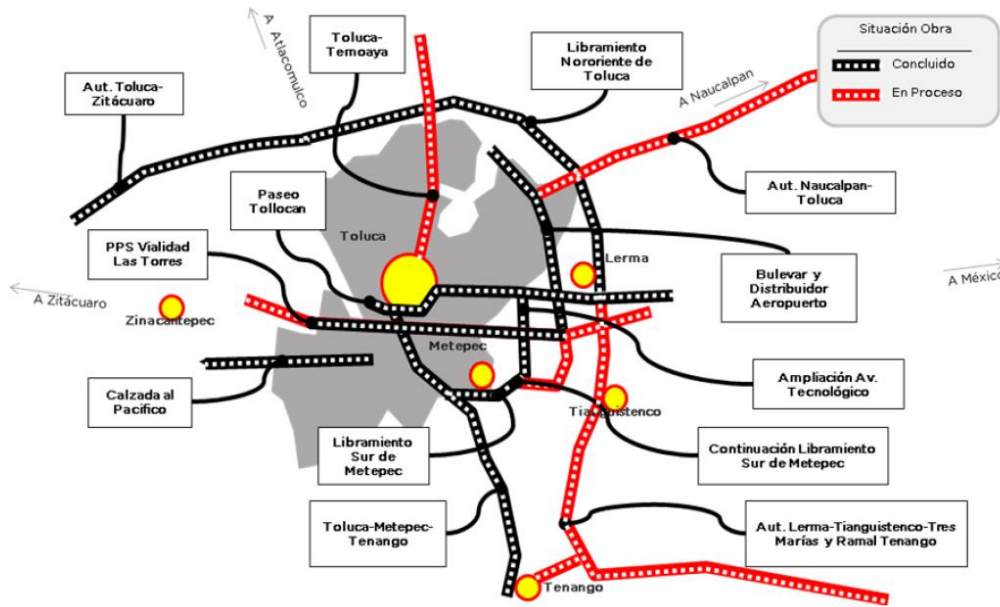 A Atlacomulco
Toluca-
Temoaya
Libramiento
Nororiente de
Toluca
Situación Obra
Concluido
En Proceso
Aut. Toluca-
Zitácuaro
A Naucalpan
Paseo
Tollocan
Aut. Naucalpan-
Toluca
Toluca
PPS Vialidad
Las Torres
Lerma
Bulevar y
Distribuidor
Aeropuerto
A México
A Zitácuaro
Zinacantepec
Metepec
Calzada al
Pacifico
Ampliación Av.
Tecnológico
Tianguistenco
Libramiento
Sur de
Metepec
Continuación Libramiento
Sur de Metepec
Toluca-Metepec-
Tenango
Aut. Lerma-Tianguistenco-Tres
Marías y Ramal Tenango
Tenango